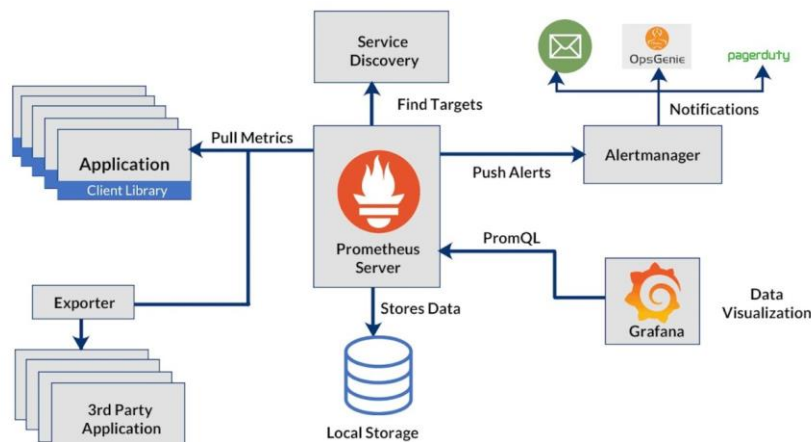 Service
Discovery
OpsGenie
pagerduty
Find Targets
Notifications
Pull Metrics
Application
Client Library
Push Alerts
Alertmanager
Prometheus
Server
PromQL
Exporter
Stores Data
Grafana
Data
Visualization
3rd Party
Application
Local Storage